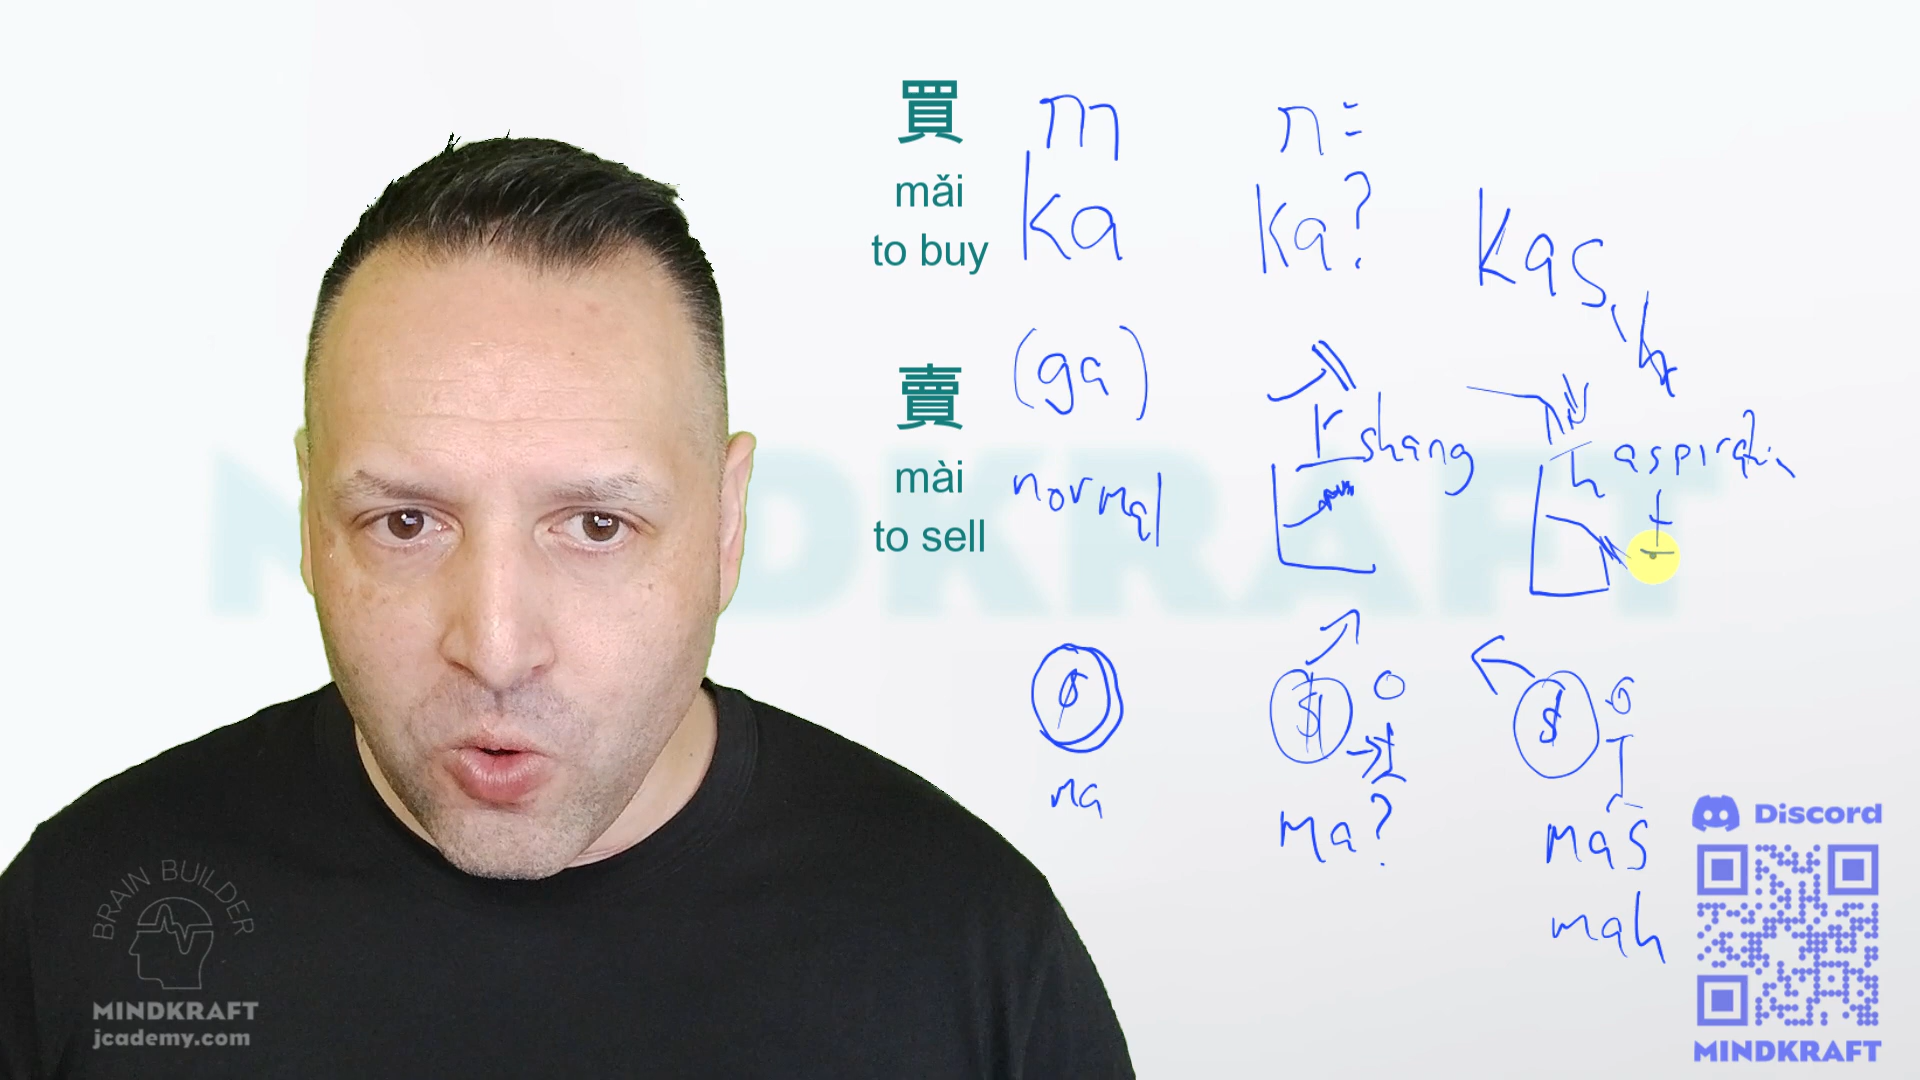 買
mǎi
to buy
賣
mài
to sell
m
ka
(ga)
normal
n =
ka?
kas
r shang
h aspiration
$
ma
$
ma?
$
mas
mah
MINDKRAFT
BRAIN BUILDER
MINDKRAFT
jcademy.com
Discord
MINDKRAFT